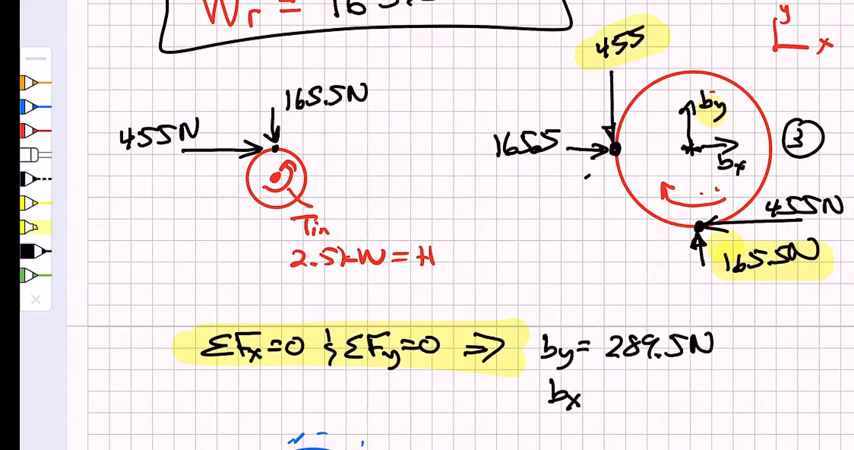 Wr = 165.
y
x
455
165.5N
455N
1655
by
bx
3
Tin
2.5kW = H
455N
165.5N
ΣFx=0 & ΣFy=0 ⇒ by= 289.5N
bx